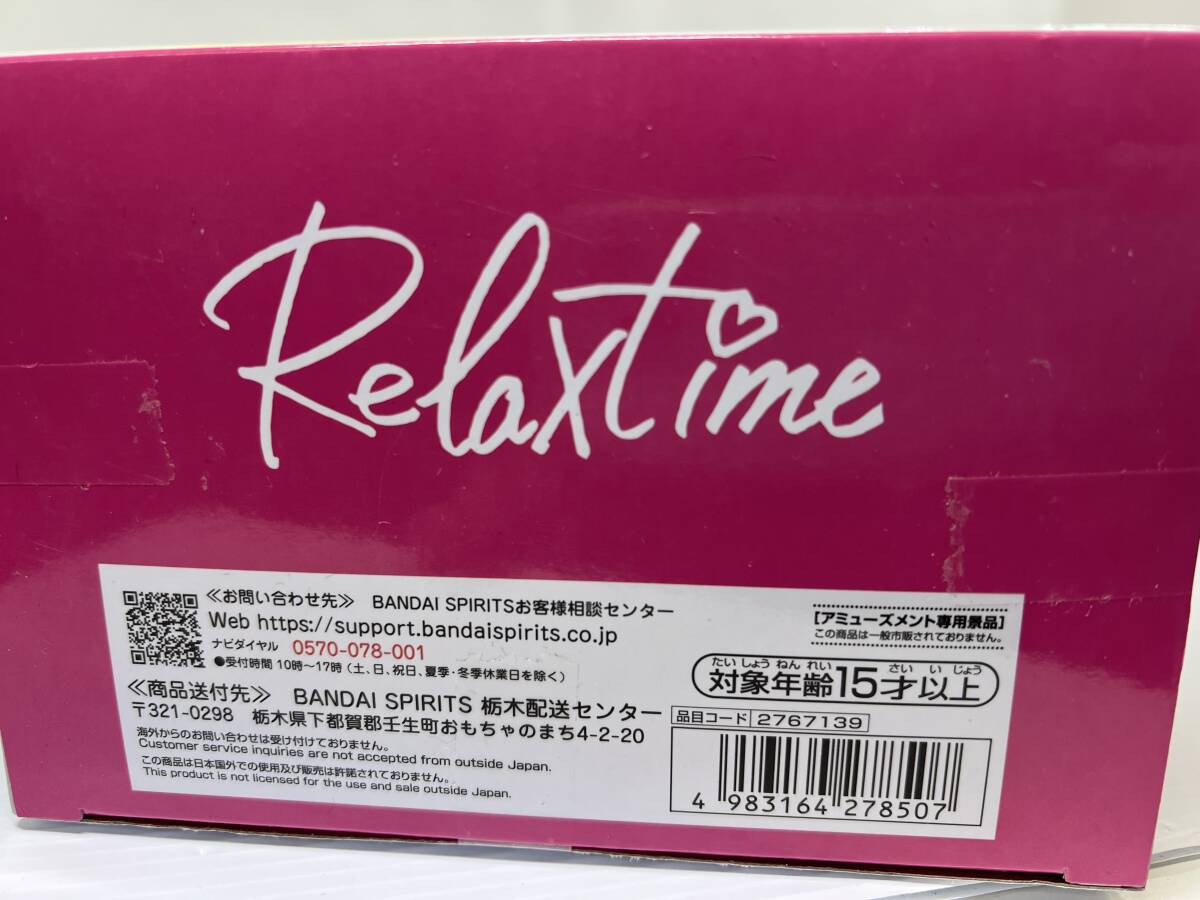 Relaxtime
≪お問い合わせ先≫ BANDAI SPIRITSお客様相談センター
Web https://support.bandaispirits.co.jp
ナビダイヤル 0570-078-001
●受付時間 10時～17時（土、日、祝日、夏季・冬季休業日を除く）
≪商品送付先≫ BANDAI SPIRITS 栃木配送センター
〒321-0298 栃木県下都賀郡壬生町おもちゃのまち4-2-20
海外からのお問い合わせは受け付けておりません。
Customer service inquiries are not accepted from outside Japan.
この商品は日本国外での使用及び販売は許諾されておりません。
This product is not licensed for the use and sale outside Japan.
[アミューズメント専用景品]
この商品は一般市販されておりません。
たいしょうねんれい さいいじょう
対象年齢15才以上
品目コード 2767139
4 983164 278507